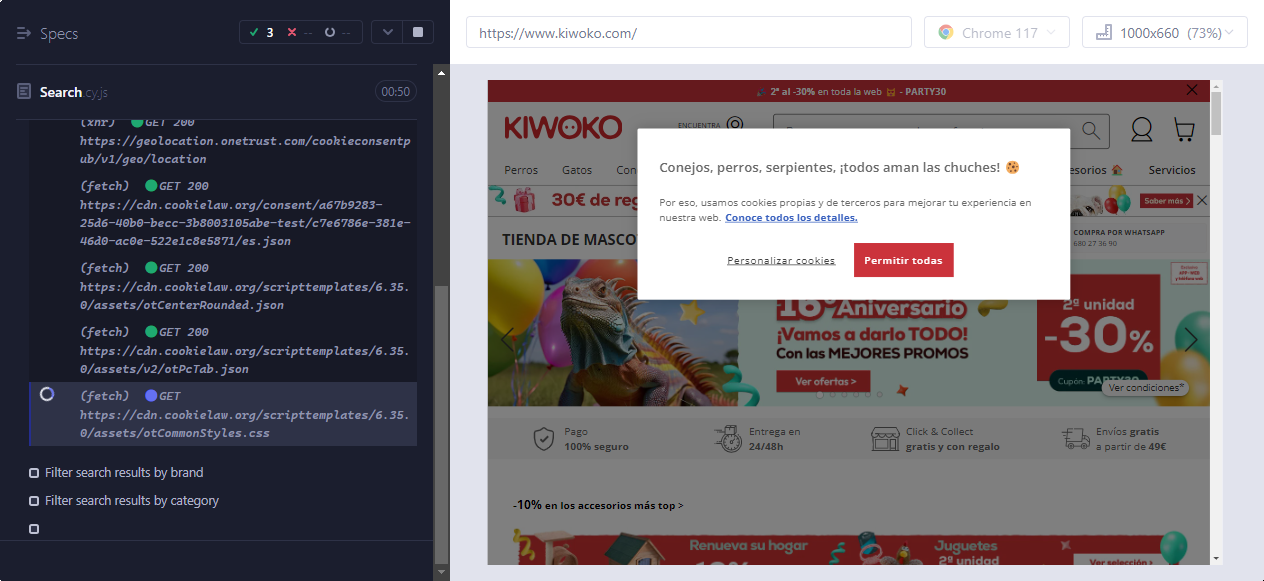 Specs
3
--
--
https://www.kiwoko.com/
Chrome 117
1000x660 (73%)
Search.cy.js
00:50
(xhr) GET 200
https://geolocation.onetrust.com/cookieconsentp
ub/v1/geo/location
(fetch) GET 200
https://cdn.cookielaw.org/consent/a67b9283-
25d6-40b0-becc-3b8003105abe-test/c7e6786e-381e-
46d0-ac0e-522e1c8e5871/es.json
(fetch) GET 200
https://cdn.cookielaw.org/scripttemplates/6.35.
0/assets/otCenterRounded.json
(fetch) GET 200
https://cdn.cookielaw.org/scripttemplates/6.35.
0/assets/v2/otPcTab.json
(fetch) GET
https://cdn.cookielaw.org/scripttemplates/6.35.
0/assets/otCommonStyles.css
Filter search results by brand
Filter search results by category
2ª al -30% en toda la web - PARTY30
KIWOKO
ENCUENTRA
Perros Gatos Con
esorios Servicios
30€ de reg
Saber más >
TIENDA DE MASCO
COMPRA POR WHATSAPP
680 27 36 90
Conejos, perros, serpientes, ¡todos aman las chuches!
Por eso, usamos cookies propias y de terceros para mejorar tu experiencia en
nuestra web. Conoce todos los detalles.
Personalizar cookies
Permitir todas
16º Aniversario
¡Vamos a darlo TODO!
Con las MEJORES PROMOS
Ver ofertas >
2ª unidad
-30%
Cupón: PARTY30
Ver condiciones*
Pago
100% seguro
Entrega en
24/48h
Click & Collect
gratis y con regalo
Envíos gratis
a partir de 49€
-10% en los accesorios más top >
Renueva su hogar
Juguetes
2ª unidad
Ver selección >